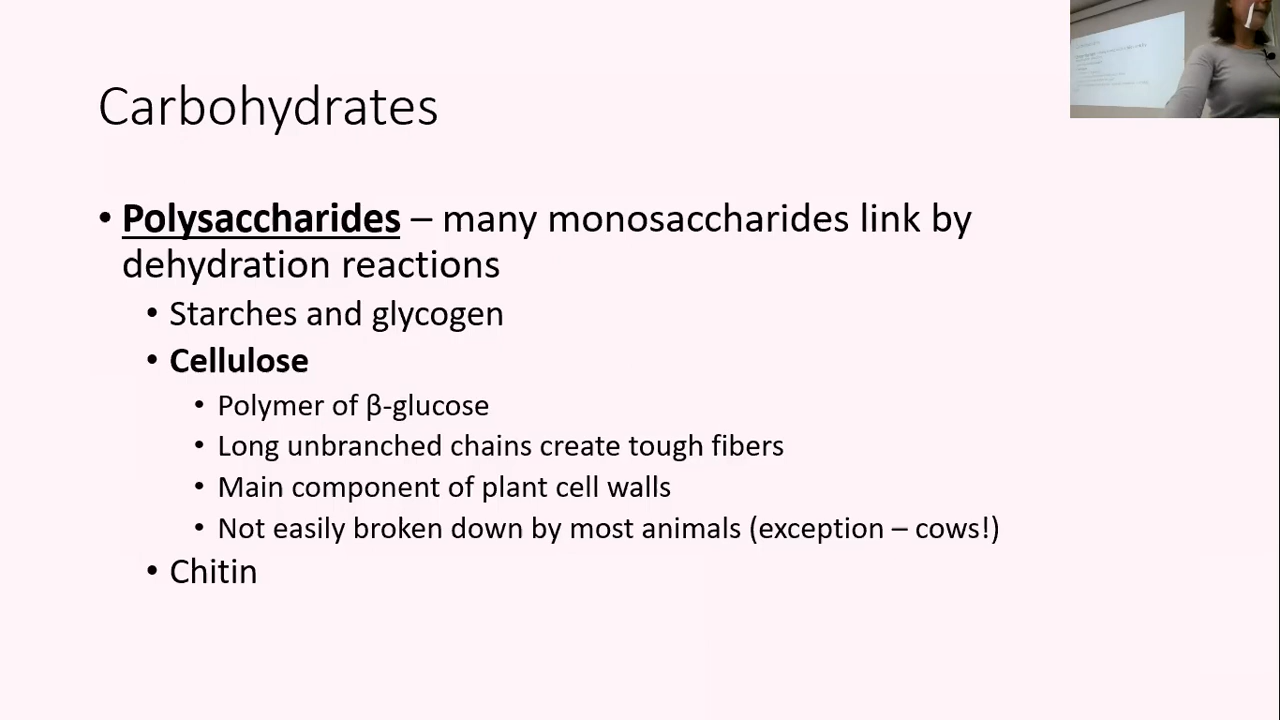 Carbohydrates
• Polysaccharides – many monosaccharides link by
dehydration reactions
• Starches and glycogen
• Cellulose
• Polymer of β-glucose
• Long unbranched chains create tough fibers
• Main component of plant cell walls
• Not easily broken down by most animals (exception – cows!)
• Chitin